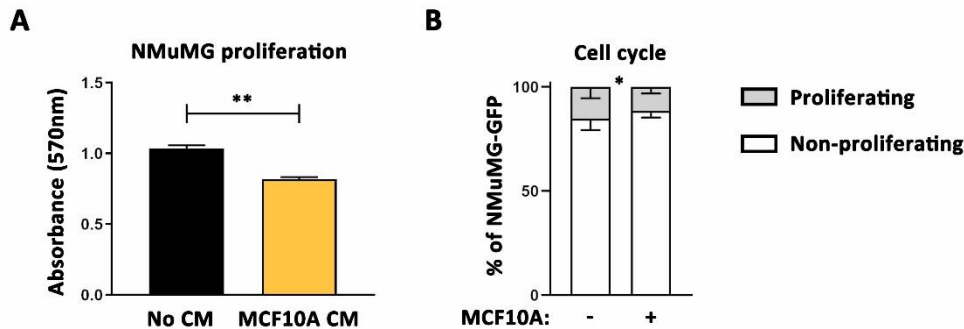 A
NMuMG proliferation
Absorbance (570nm)
1.5
1.0
0.5
0.0
**
No CM
MCF10A CM
B
Cell cycle
% of NMuMG-GFP
100
50
0
*
MCF10A: - +
Proliferating
Non-proliferating